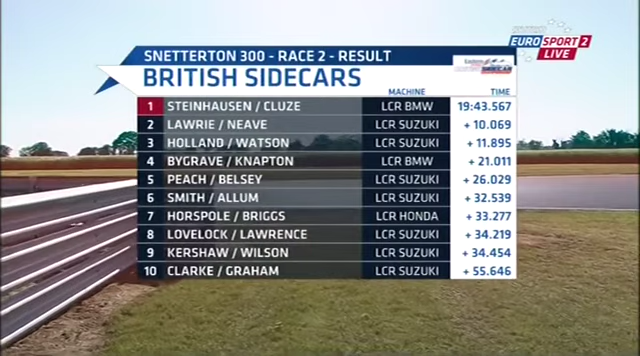 EUROSPORT 2
LIVE
SNETTERTON 300 - RACE 2 - RESULT
BRITISH SIDECARS
MACHINE TIME
1 STEINHAUSEN / CLUZE LCR BMW 19:43.567
2 LAWRIE / NEAVE LCR SUZUKI + 10.069
3 HOLLAND / WATSON LCR SUZUKI + 11.895
4 BYGRAVE / KNAPTON LCR BMW + 21.011
5 PEACH / BELSEY LCR SUZUKI + 26.029
6 SMITH / ALLUM LCR SUZUKI + 32.539
7 HORSPOLE / BRIGGS LCR HONDA + 33.277
8 LOVELOCK / LAWRENCE LCR SUZUKI + 34.219
9 KERSHAW / WILSON LCR SUZUKI + 34.454
10 CLARKE / GRAHAM LCR SUZUKI + 55.646